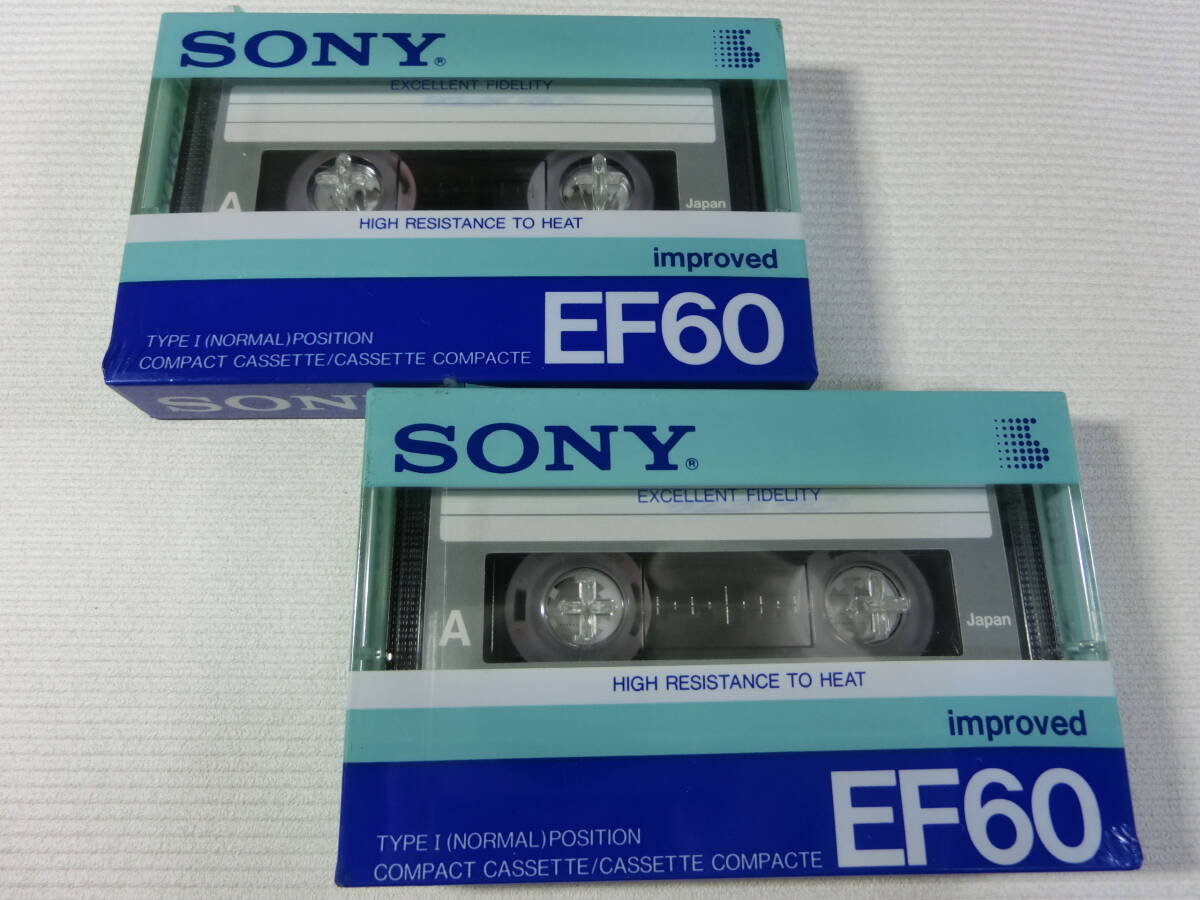 SONY®
EXCELLENT FIDELITY
A
Japan
HIGH RESISTANCE TO HEAT
improved
EF60
TYPE I (NORMAL) POSITION
COMPACT CASSETTE/CASSETTE COMPACTE
SONY
SONY®
EXCELLENT FIDELITY
A
Japan
HIGH RESISTANCE TO HEAT
improved
EF60
TYPE I (NORMAL) POSITION
COMPACT CASSETTE/CASSETTE COMPACTE